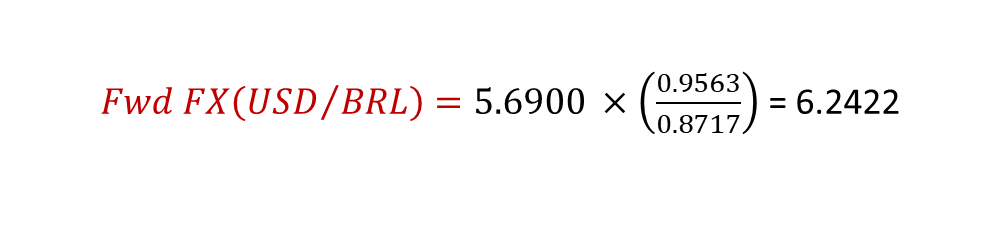 Fwd FX(USD/BRL) = 5.6900 × (0.9563/0.8717) = 6.2422